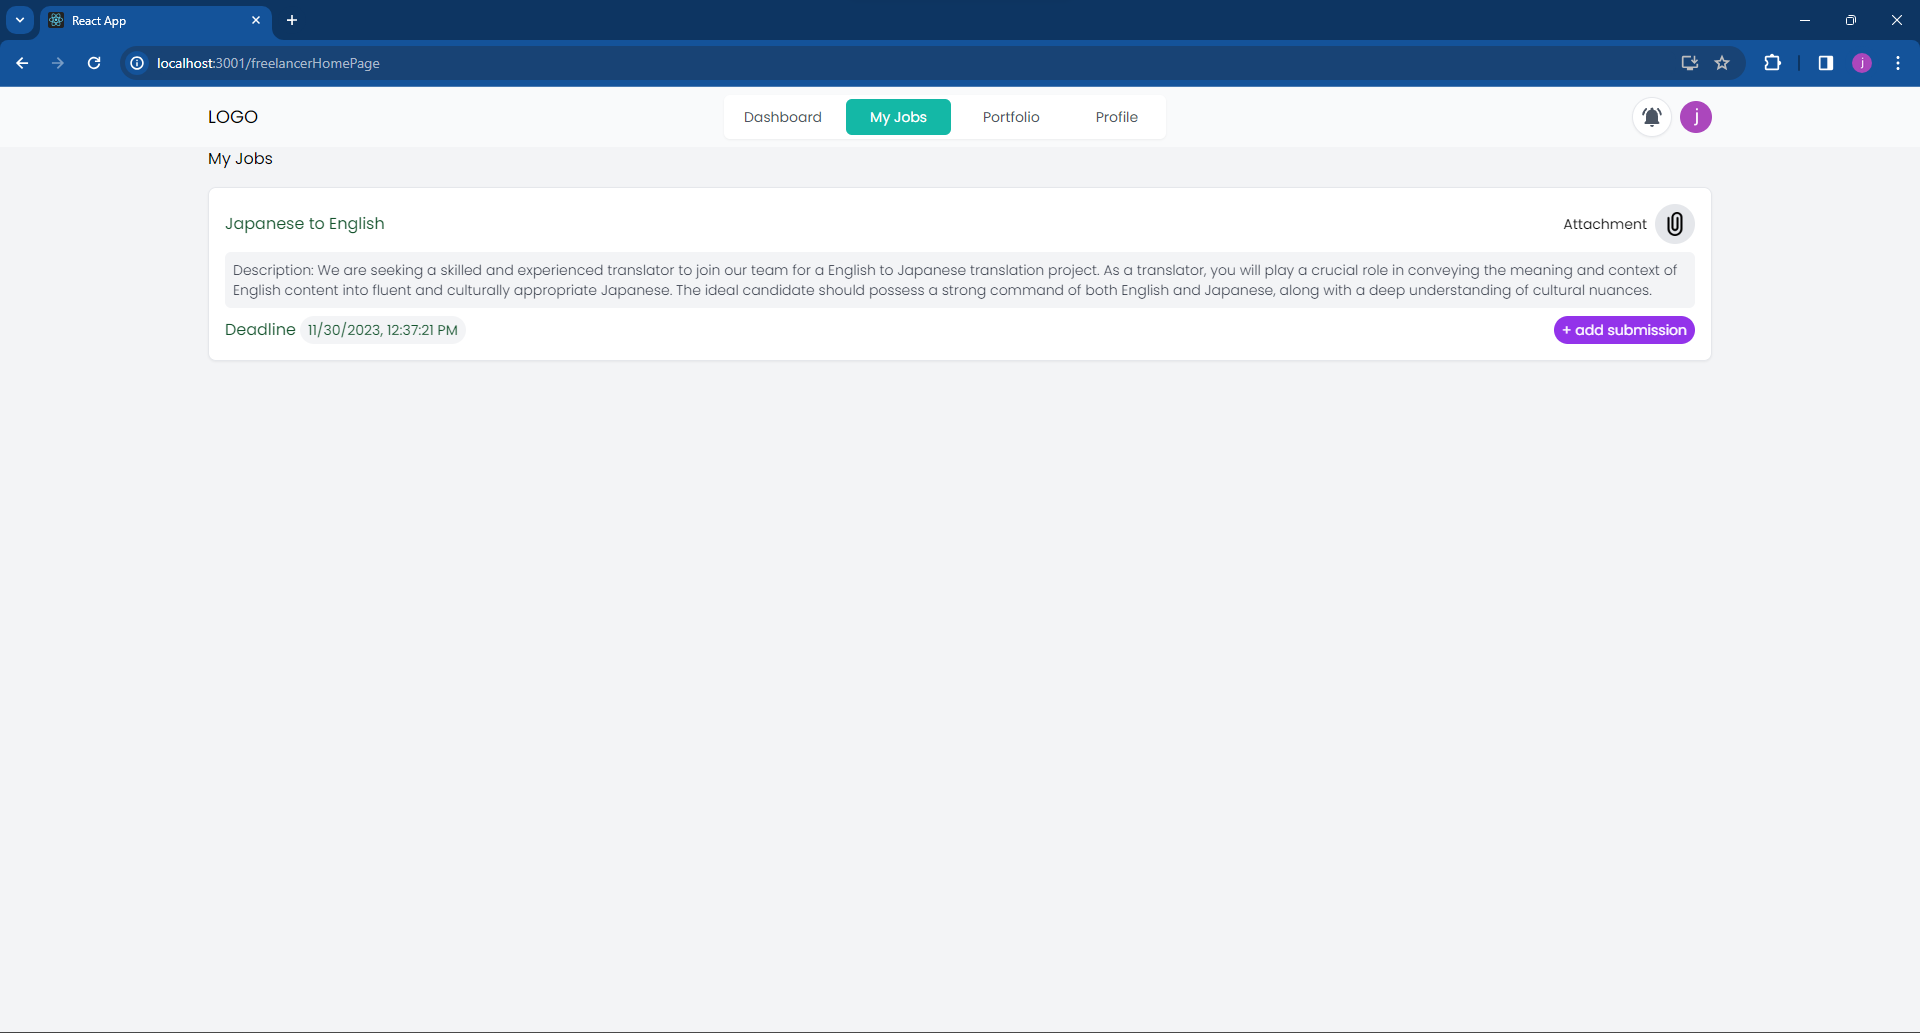 React App
localhost:3001/freelancerHomePage
j
LOGO
Dashboard
My Jobs
Portfolio
Profile
j
My Jobs
Japanese to English
Attachment
Description: We are seeking a skilled and experienced translator to join our team for a English to Japanese translation project. As a translator, you will play a crucial role in conveying the meaning and context of
English content into fluent and culturally appropriate Japanese. The ideal candidate should possess a strong command of both English and Japanese, along with a deep understanding of cultural nuances.
Deadline 11/30/2023, 12:37:21 PM
+ add submission